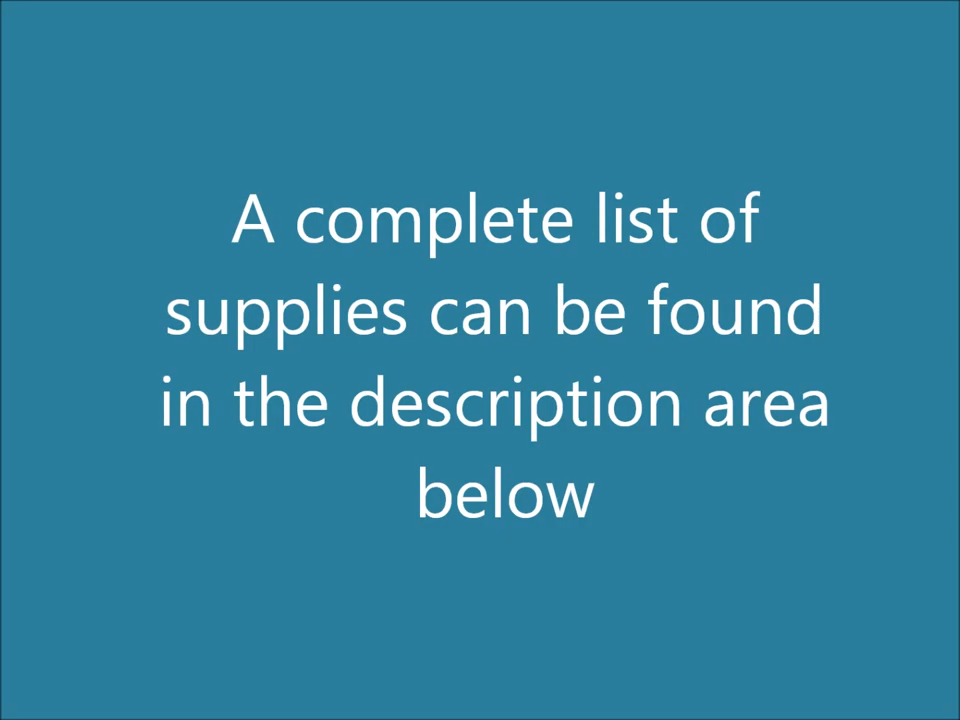 A complete list of
supplies can be found
in the description area
below